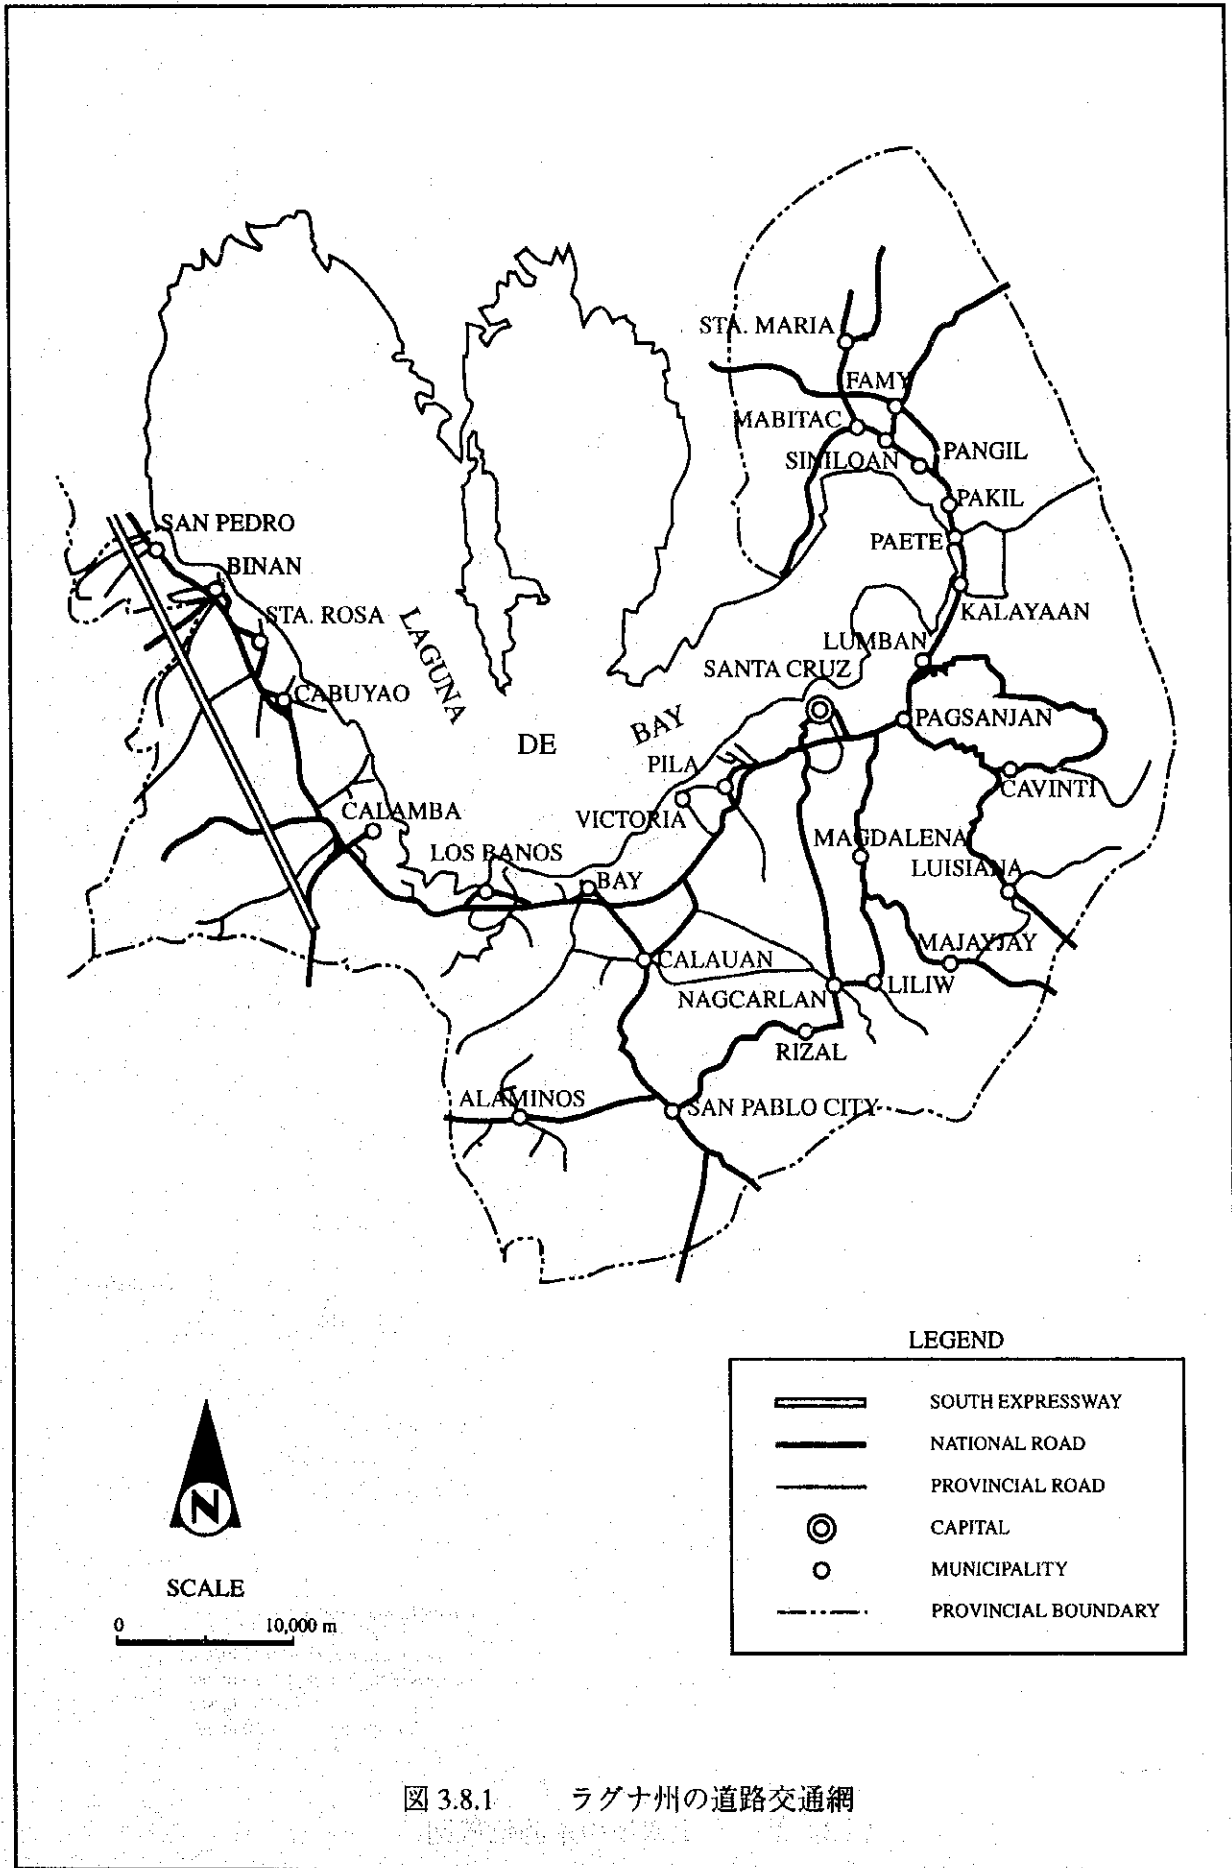 STA. MARIA
FAMY
MABITAC
SINILOAN
PANGIL
PAKIL
PAETE
KALAYAAN
SAN PEDRO
BINAN
STA. ROSA
CABUYAO
LAGUNA
DE
BAY
LUMBAN
SANTA CRUZ
PAGSANJAN
CAVINTI
PILA
VICTORIA
CALAMBA
LOS BANOS
BAY
MAGDALENA
LUISIANA
MAJAYJAY
CALAUAN
NAGCARLAN
LILIW
RIZAL
ALAMINOS
SAN PABLO CITY
LEGEND
SOUTH EXPRESSWAY
NATIONAL ROAD
PROVINCIAL ROAD
CAPITAL
MUNICIPALITY
PROVINCIAL BOUNDARY
N
SCALE
0 10,000 m
図 3.8.1 ラグナ州の道路交通網